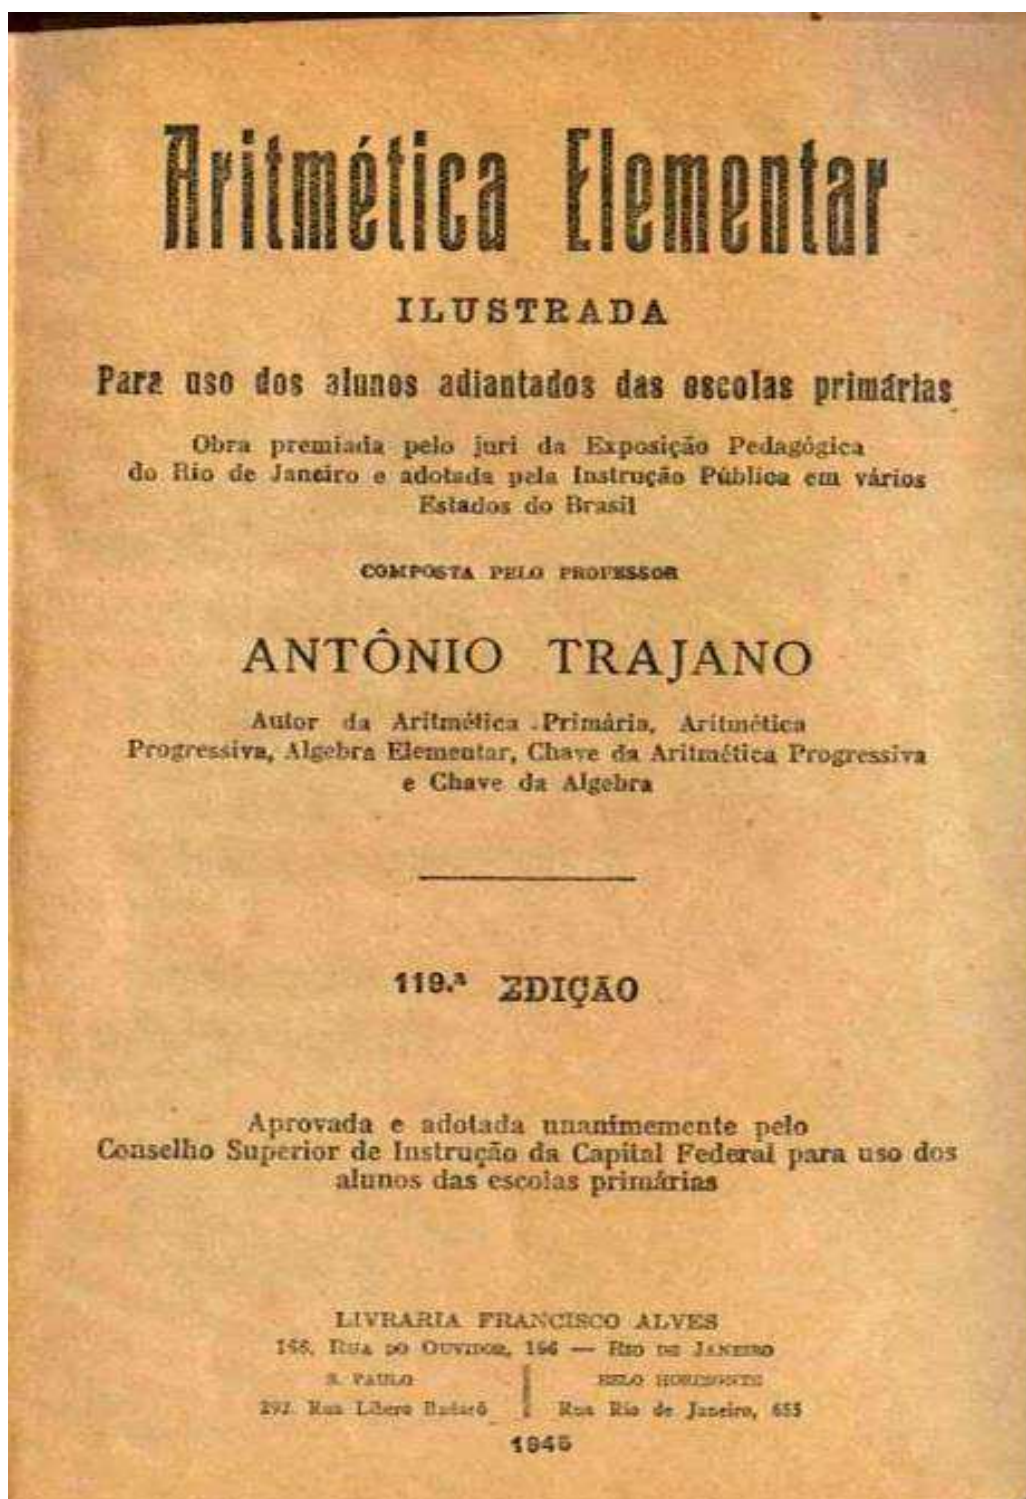 Aritmética Elementar
ILUSTRADA
Para uso dos alunos adiantados das escolas primárias
Obra premiada pelo juri da Exposição Pedagógica
do Rio de Janeiro e adotada pela Instrução Pública em vários
Estados do Brasil
COMPOSTA PELO PROFESSOR
ANTÔNIO TRAJANO
Autor da Aritmética Primária, Aritmética
Progressiva, Algebra Elementar, Chave da Aritmética Progressiva
e Chave da Algebra
119.ª EDIÇÃO
Aprovada e adotada unanimemente pelo
Conselho Superior de Instrução da Capital Federal para uso dos
alunos das escolas primárias
LIVRARIA FRANCISCO ALVES
166, RUA DO OUVIDOR, 166 — RIO DE JANEIRO
S. PAULO
292, Rua Líbero Badaró
BELO HORIZONTE
Rua Rio de Janeiro, 655